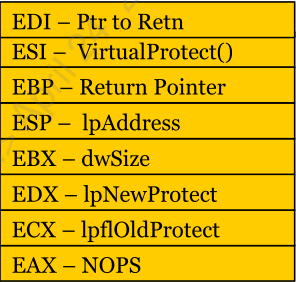 EDI – Ptr to Retn
ESI – VirtualProtect()
EBP – Return Pointer
ESP – lpAddress
EBX – dwSize
EDX – lpNewProtect
ECX – lpflOldProtect
EAX – NOPS